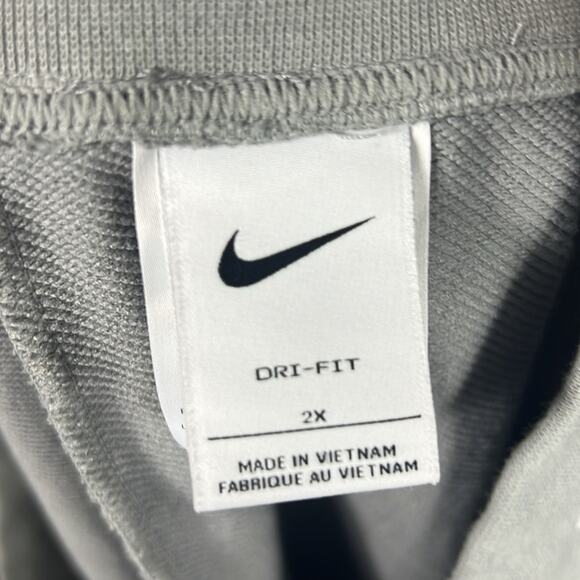 DRI-FIT
2X
MADE IN VIETNAM
FABRIQUE AU VIETNAM